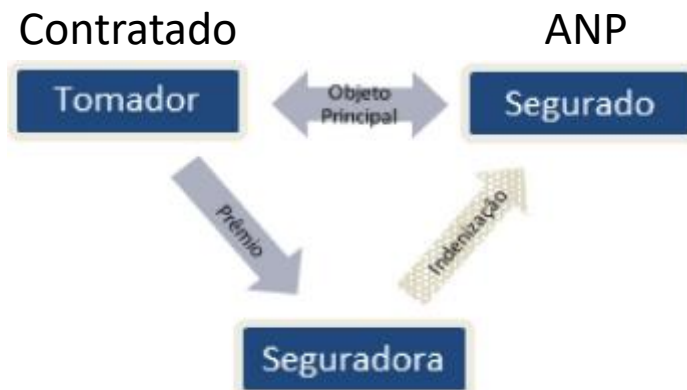 Contratado
ANP
Tomador
Objeto
Principal
Segurado
Prêmio
Indenização
Seguradora